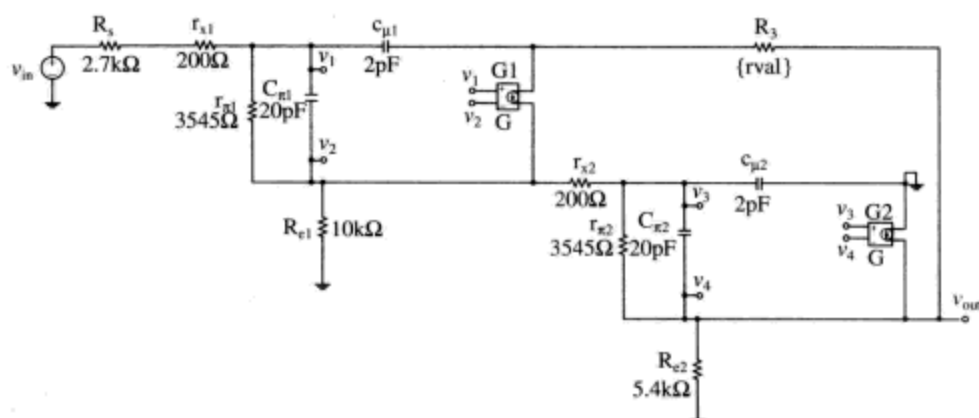 R_s
r_x1
c_μ1
R_3
v_in
2.7kΩ
200Ω
2pF
{rval}
v_1
G1
C_π1
v_1
r_π1
20pF
v_2
3545Ω
G
v_2
r_x2
c_μ2
200Ω
v_3
2pF
R_e1
10kΩ
C_π2
v_3
G2
r_π2
v_4
3545Ω
20pF
G
v_4
v_out
R_e2
5.4kΩ